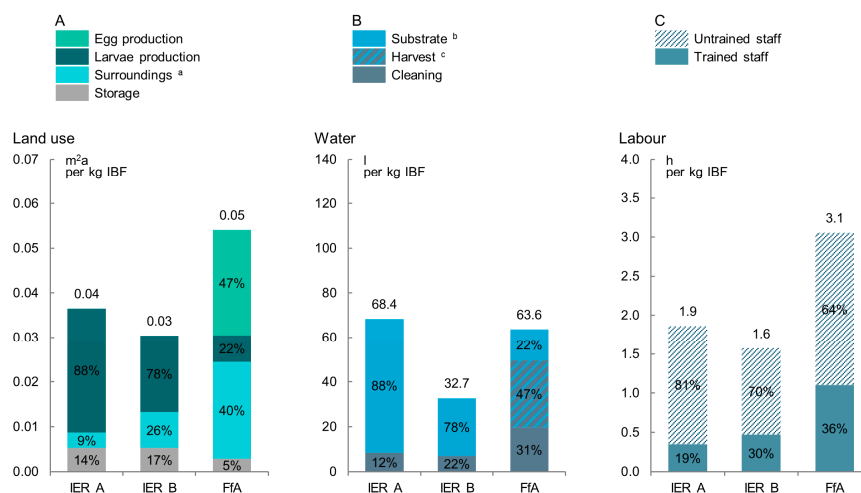 A
Egg production
Larvae production
Surroundings a
Storage
B
Substrate b
Harvest c
Cleaning
C
Untrained staff
Trained staff
Land use
m²a
per kg IBF
0.07
0.06
0.05
0.04
0.03
0.02
0.01
0.00
0.04
88%
9%
14%
0.03
78%
26%
17%
0.05
47%
22%
40%
5%
IER A
IER B
FfA
Water
l
per kg IBF
140
120
100
80
60
40
20
0
68.4
88%
12%
32.7
78%
22%
63.6
22%
47%
31%
IER A
IER B
FfA
Labour
h
per kg IBF
4.0
3.5
3.0
2.5
2.0
1.5
1.0
0.5
0.0
1.9
81%
19%
1.6
70%
30%
3.1
64%
36%
IER A
IER B
FfA